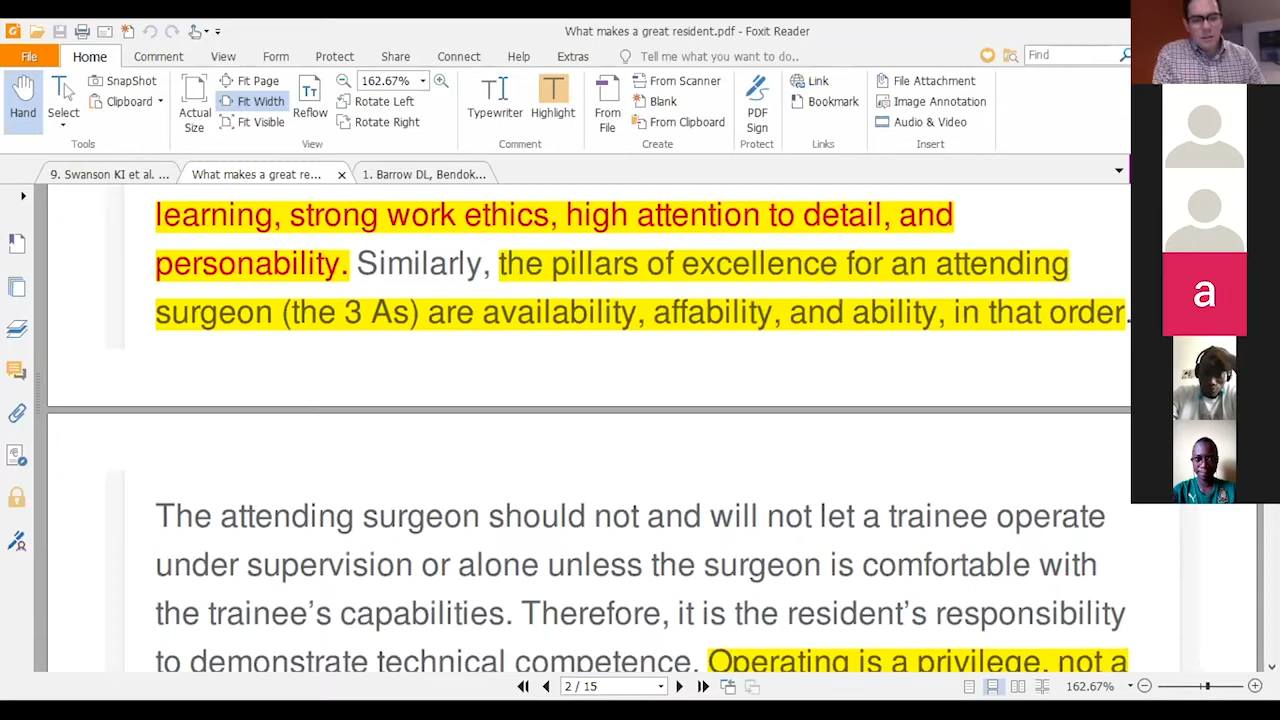 What makes a great resident.pdf - Foxit Reader
File Home Comment View Form Protect Share Connect Help Extras Tell me what you want to do.. Find
Hand
Select
SnapShot
Clipboard
Tools
Actual Size
Fit Page
Fit Width
Fit Visible
Reflow
162.67%
Rotate Left
Rotate Right
View
Typewriter
Highlight
Comment
From File
From Scanner
Blank
From Clipboard
Create
PDF Sign
Protect
Link
Bookmark
Links
File Attachment
Image Annotation
Audio & Video
Insert
9. Swanson KI et al. ... What makes a great re... 1. Barrow DL, Bendok...
learning, strong work ethics, high attention to detail, and
personability. Similarly, the pillars of excellence for an attending
surgeon (the 3 As) are availability, affability, and ability, in that order.
a
The attending surgeon should not and will not let a trainee operate
under supervision or alone unless the surgeon is comfortable with
the trainee's capabilities. Therefore, it is the resident's responsibility
to demonstrate technical competence. Operating is a privilege, not a
2 / 15 162.67%